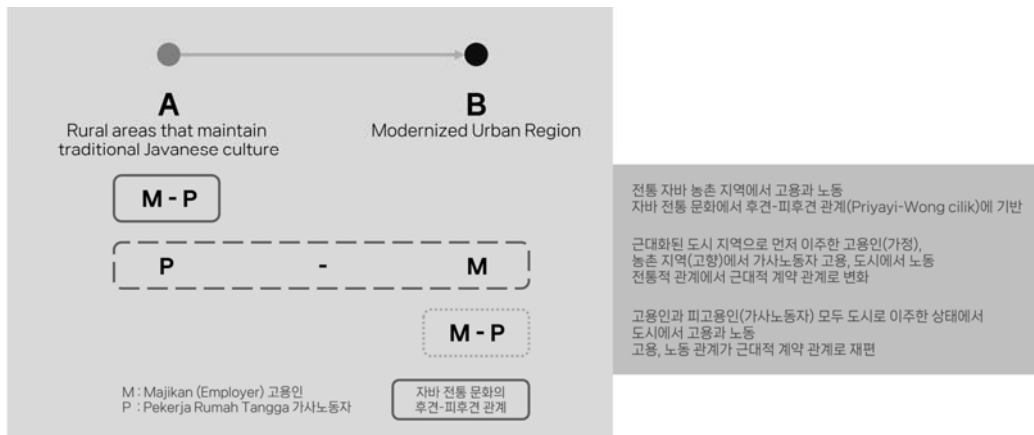 A
B
Rural areas that maintain
traditional Javanese culture
Modernized Urban Region
M - P
전통 자바 농촌 지역에서 고용과 노동
자바 전통 문화에서 후견-피후견 관계(Priyayi-Wong cilik)에 기반
P - M
근대화된 도시 지역으로 먼저 이주한 고용인(가정),
농촌 지역(고향)에서 가사노동자 고용, 도시에서 노동
전통적 관계에서 근대적 계약 관계로 변화
M - P
고용인과 피고용인(가사노동자) 모두 도시로 이주한 상태에서
도시에서 고용과 노동
고용, 노동 관계가 근대적 계약 관계로 재편
M : Majikan (Employer) 고용인
P : Pekerja Rumah Tangga 가사노동자
자바 전통 문화의
후견-피후견 관계